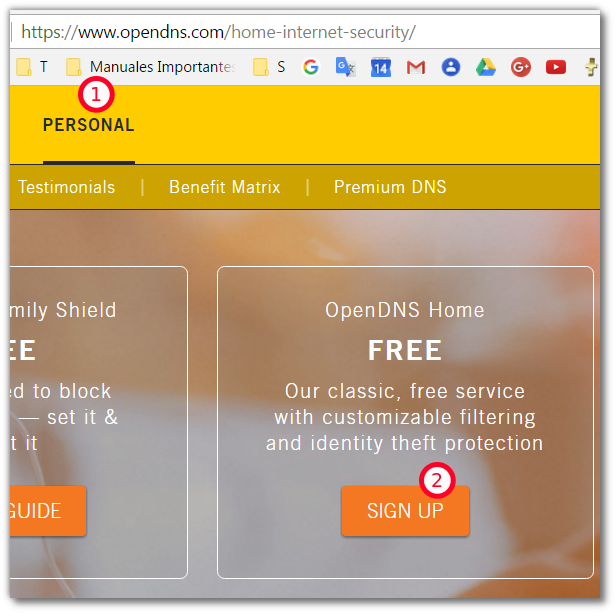 https://www.opendns.com/home-internet-security/
T Manuales Importantes S
14
1
PERSONAL
Testimonials | Benefit Matrix | Premium DNS
mily Shield
EE
ed to block
— set it &
t it
GUIDE
OpenDNS Home
FREE
Our classic, free service
with customizable filtering
and identity theft protection
2
SIGN UP